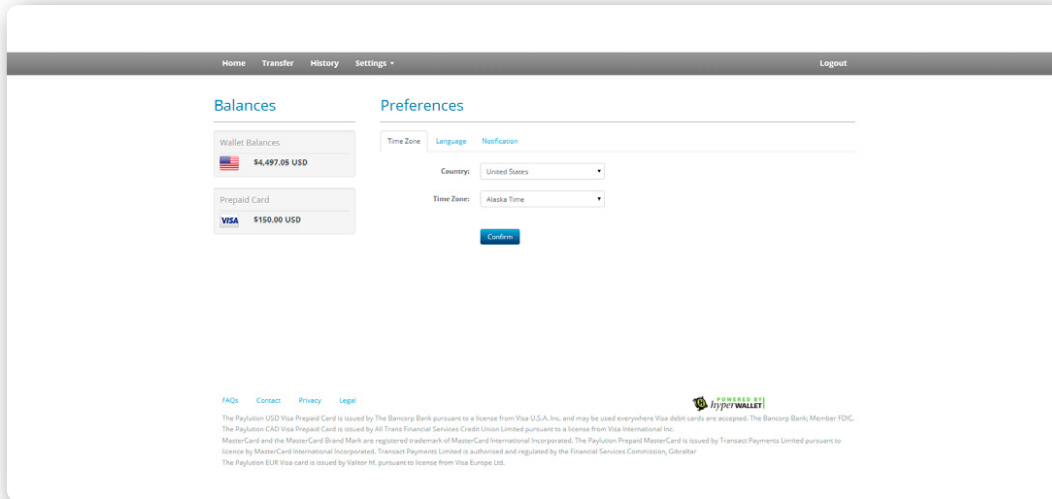 Home Transfer History Settings Logout
Balances
Wallet Balances
$4,497.05 USD
Prepaid Card
VISA $150.00 USD
Preferences
Time Zone Language Notification
Country: United States
Time Zone: Alaska Time
Confirm
FAQs Contact Privacy Legal
POWERED BY
hyperWALLET
The Paylution USD Visa Prepaid Card is issued by The Bancorp Bank pursuant to a license from Visa U.S.A. Inc. and may be used everywhere Visa debit cards are accepted. The Bancorp Bank; Member FDIC.
The Paylution CAD Visa Prepaid Card is issued by All Trans Financial Services Credit Union Limited pursuant to a license from Visa International Inc.
MasterCard and the MasterCard Brand Mark are registered trademark of MasterCard International Incorporated. The Paylution Prepaid MasterCard is issued by Transact Payments Limited pursuant to
licence by MasterCard International Incorporated. Transact Payments Limited is authorised and regulated by the Financial Services Commission, Gibraltar
The Paylution EUR Visa card is issued by Valitor hf. pursuant to license from Visa Europe Ltd.